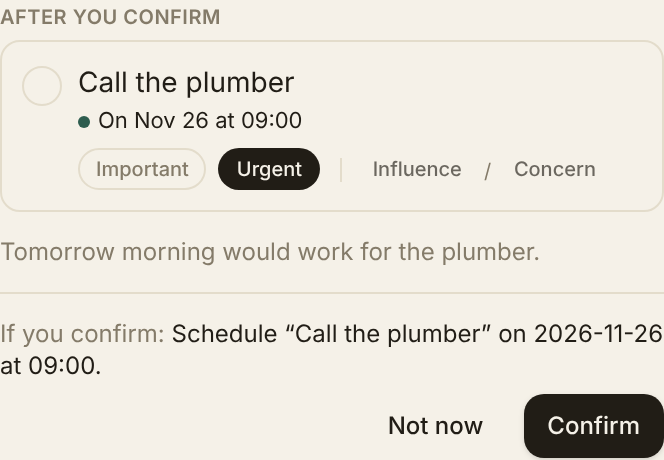 AFTER YOU CONFIRM
Call the plumber
On Nov 26 at 09:00
Important Urgent | Influence / Concern
Tomorrow morning would work for the plumber.
If you confirm: Schedule “Call the plumber” on 2026-11-26
at 09:00.
Not now Confirm